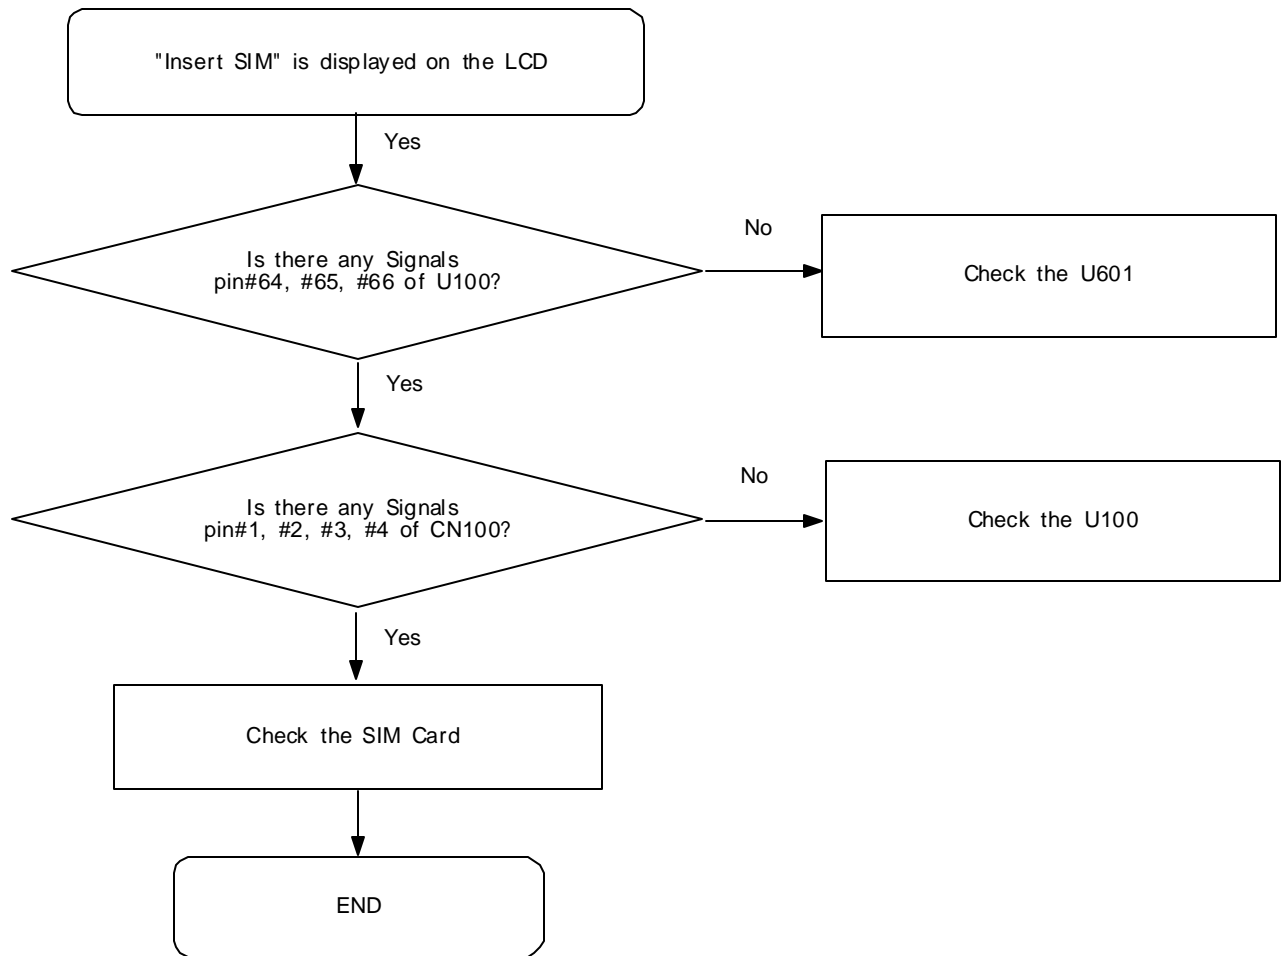 "Insert SIM" is displayed on the LCD
Yes
Is there any Signals
pin#64, #65, #66 of U100?
No
Check the U601
Yes
Is there any Signals
pin#1, #2, #3, #4 of CN100?
No
Check the U100
Yes
Check the SIM Card
END